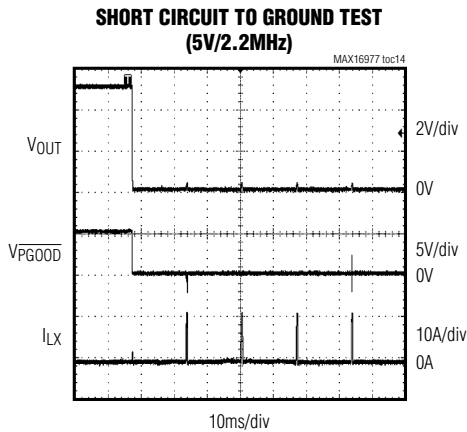 SHORT CIRCUIT TO GROUND TEST
(5V/2.2MHz)
MAX16977 toc14
VOUT
2V/div
0V
VPGOOD
5V/div
0V
ILX
10A/div
0A
10ms/div